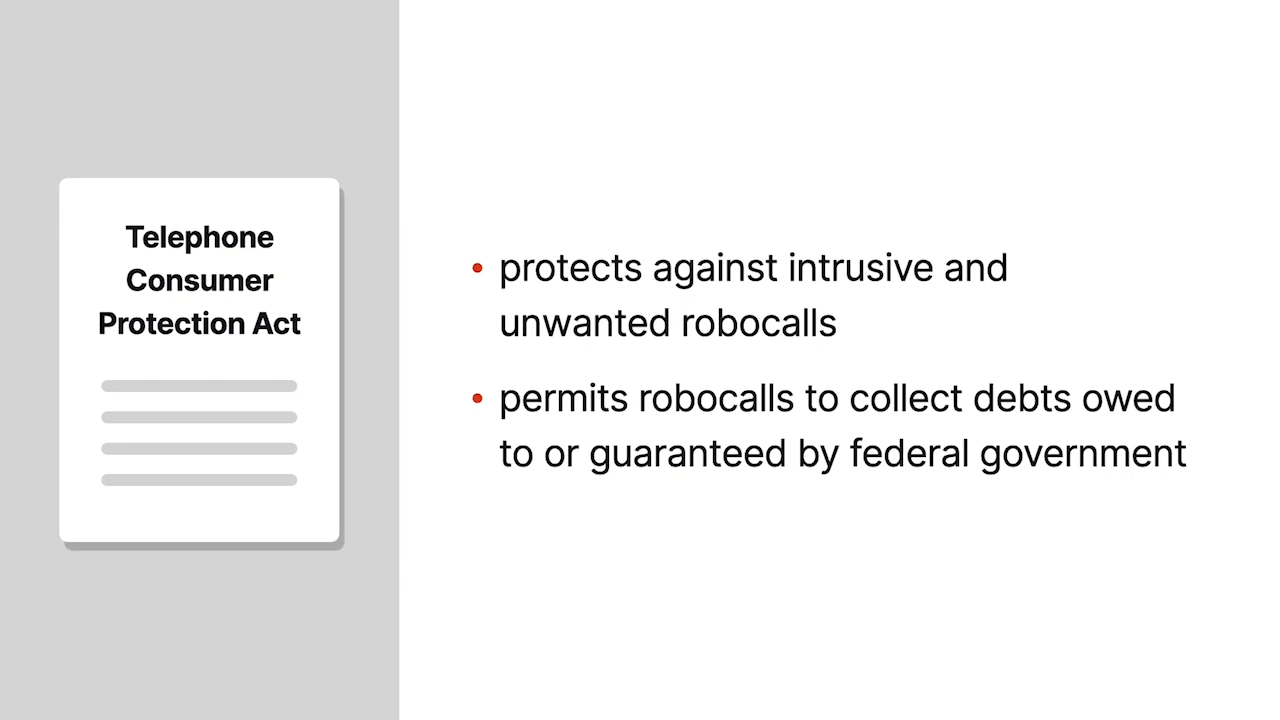 Telephone
Consumer
Protection Act
• protects against intrusive and
unwanted robocalls
• permits robocalls to collect debts owed
to or guaranteed by federal government